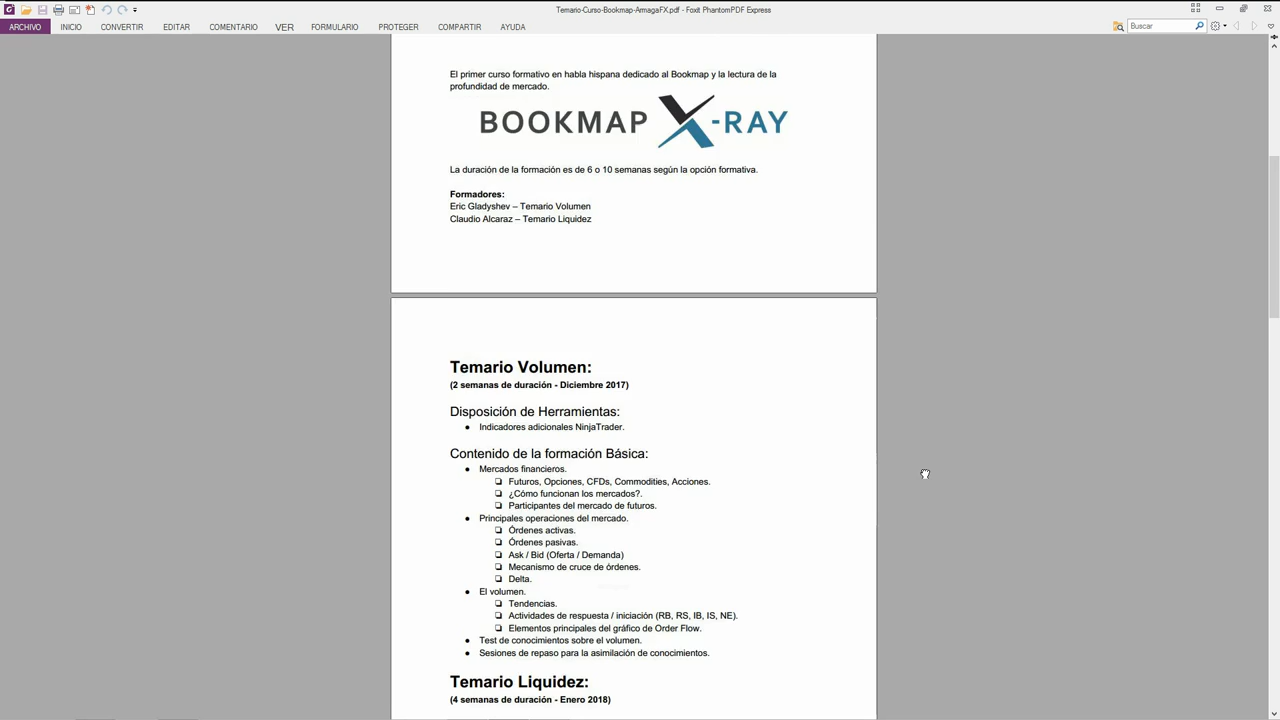 Temario-Curso-Bookmap-ArmagaFX.pdf - Foxit PhantomPDF Express
ARCHIVO INICIO CONVERTIR EDITAR COMENTARIO VER FORMULARIO PROTEGER COMPARTIR AYUDA
Buscar
El primer curso formativo en habla hispana dedicado al Bookmap y la lectura de la
profundidad de mercado.
BOOKMAP X-RAY
La duración de la formación es de 6 o 10 semanas según la opción formativa.
Formadores:
Eric Gladyshev – Temario Volumen
Claudio Alcaraz – Temario Liquidez
Temario Volumen:
(2 semanas de duración - Diciembre 2017)
Disposición de Herramientas:
● Indicadores adicionales NinjaTrader.
Contenido de la formación Básica:
● Mercados financieros.
❑ Futuros, Opciones, CFDs, Commodities, Acciones.
❑ ¿Cómo funcionan los mercados?.
❑ Participantes del mercado de futuros.
● Principales operaciones del mercado.
❑ Órdenes activas.
❑ Órdenes pasivas.
❑ Ask / Bid (Oferta / Demanda)
❑ Mecanismo de cruce de órdenes.
❑ Delta.
● El volumen.
❑ Tendencias.
❑ Actividades de respuesta / iniciación (RB, RS, IB, IS, NE).
❑ Elementos principales del gráfico de Order Flow.
● Test de conocimientos sobre el volumen.
● Sesiones de repaso para la asimilación de conocimientos.
Temario Liquidez:
(4 semanas de duración - Enero 2018)